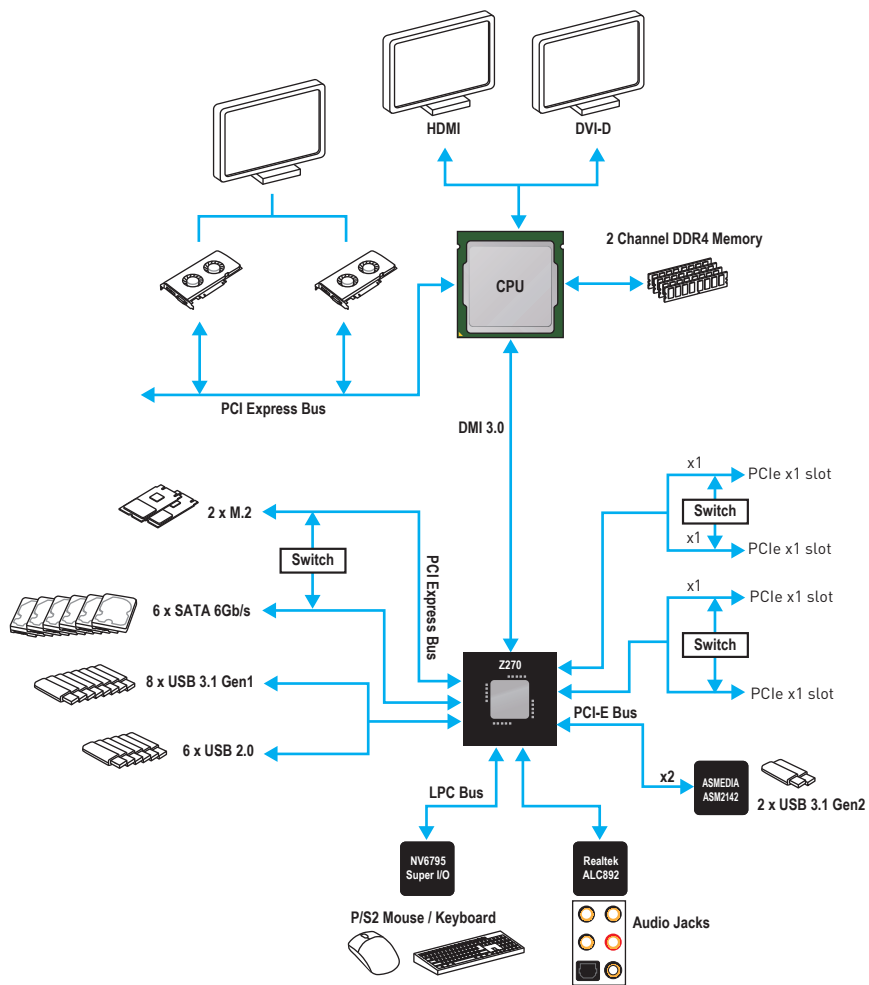 HDMI
DVI-D
2 Channel DDR4 Memory
CPU
PCI Express Bus
DMI 3.0
x1
PCIe x1 slot
Switch
x1
PCIe x1 slot
2 x M.2
Switch
PCI Express Bus
6 x SATA 6Gb/s
x1
PCIe x1 slot
Switch
PCIe x1 slot
Z270
8 x USB 3.1 Gen1
PCI-E Bus
6 x USB 2.0
x2
ASMEDIA
ASM2142
2 x USB 3.1 Gen2
LPC Bus
NV6795
Super I/O
Realtek
ALC892
P/S2 Mouse / Keyboard
Audio Jacks